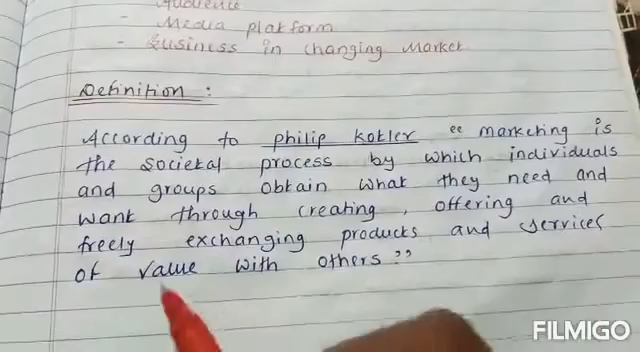 Audience
- Media platform
- Business in changing Market
Definition :
According to Philip Kotler " marketing is
the societal process by which individuals
and groups obtain what they need and
want through creating, offering and
freely exchanging products and services
of value with others"
FILMIGO